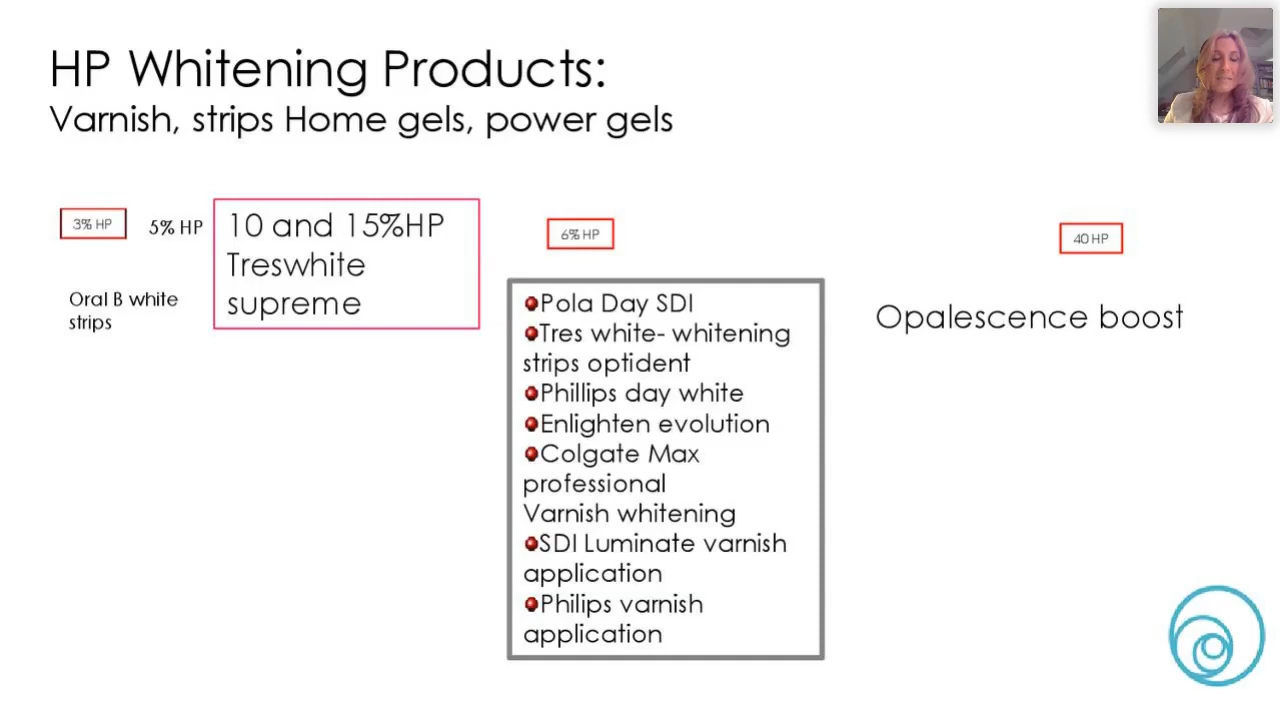 HP Whitening Products:
Varnish, strips Home gels, power gels
3% HP
5% HP
10 and 15%HP
Treswhite
supreme
6% HP
40 HP
Oral B white
strips
Pola Day SDI
Tres white- whitening
strips optident
Phillips day white
Enlighten evolution
Colgate Max
professional
Varnish whitening
SDI Luminate varnish
application
Philips varnish
application
Opalescence boost